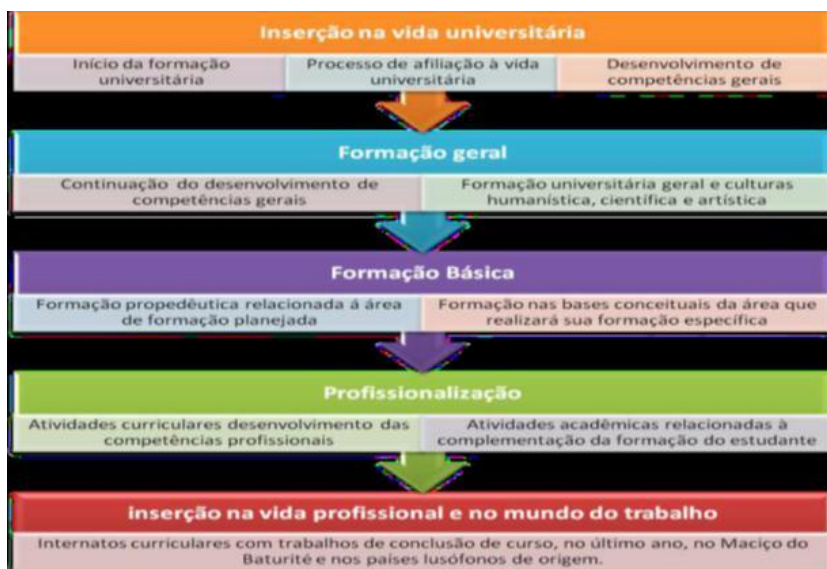 Inserção na vida universitária
Início da formação
universitária
Processo de afiliação à vida
universitária
Desenvolvimento de
competências gerais
Formação geral
Continuação do desenvolvimento de
competências gerais
Formação universitária geral e culturas
humanística, científica e artística
Formação Básica
Formação propedêutica relacionada á área
de formação planejada
Formação nas bases conceituais da área que
realizará sua formação específica
Profissionalização
Atividades curriculares desenvolvimento das
competências profissionais
Atividades acadêmicas relacionadas à
complementação da formação do estudante
inserção na vida profissional e no mundo do trabalho
Internatos curriculares com trabalhos de conclusão de curso, no último ano, no Maciço do
Baturité e nos países lusófonos de origem.